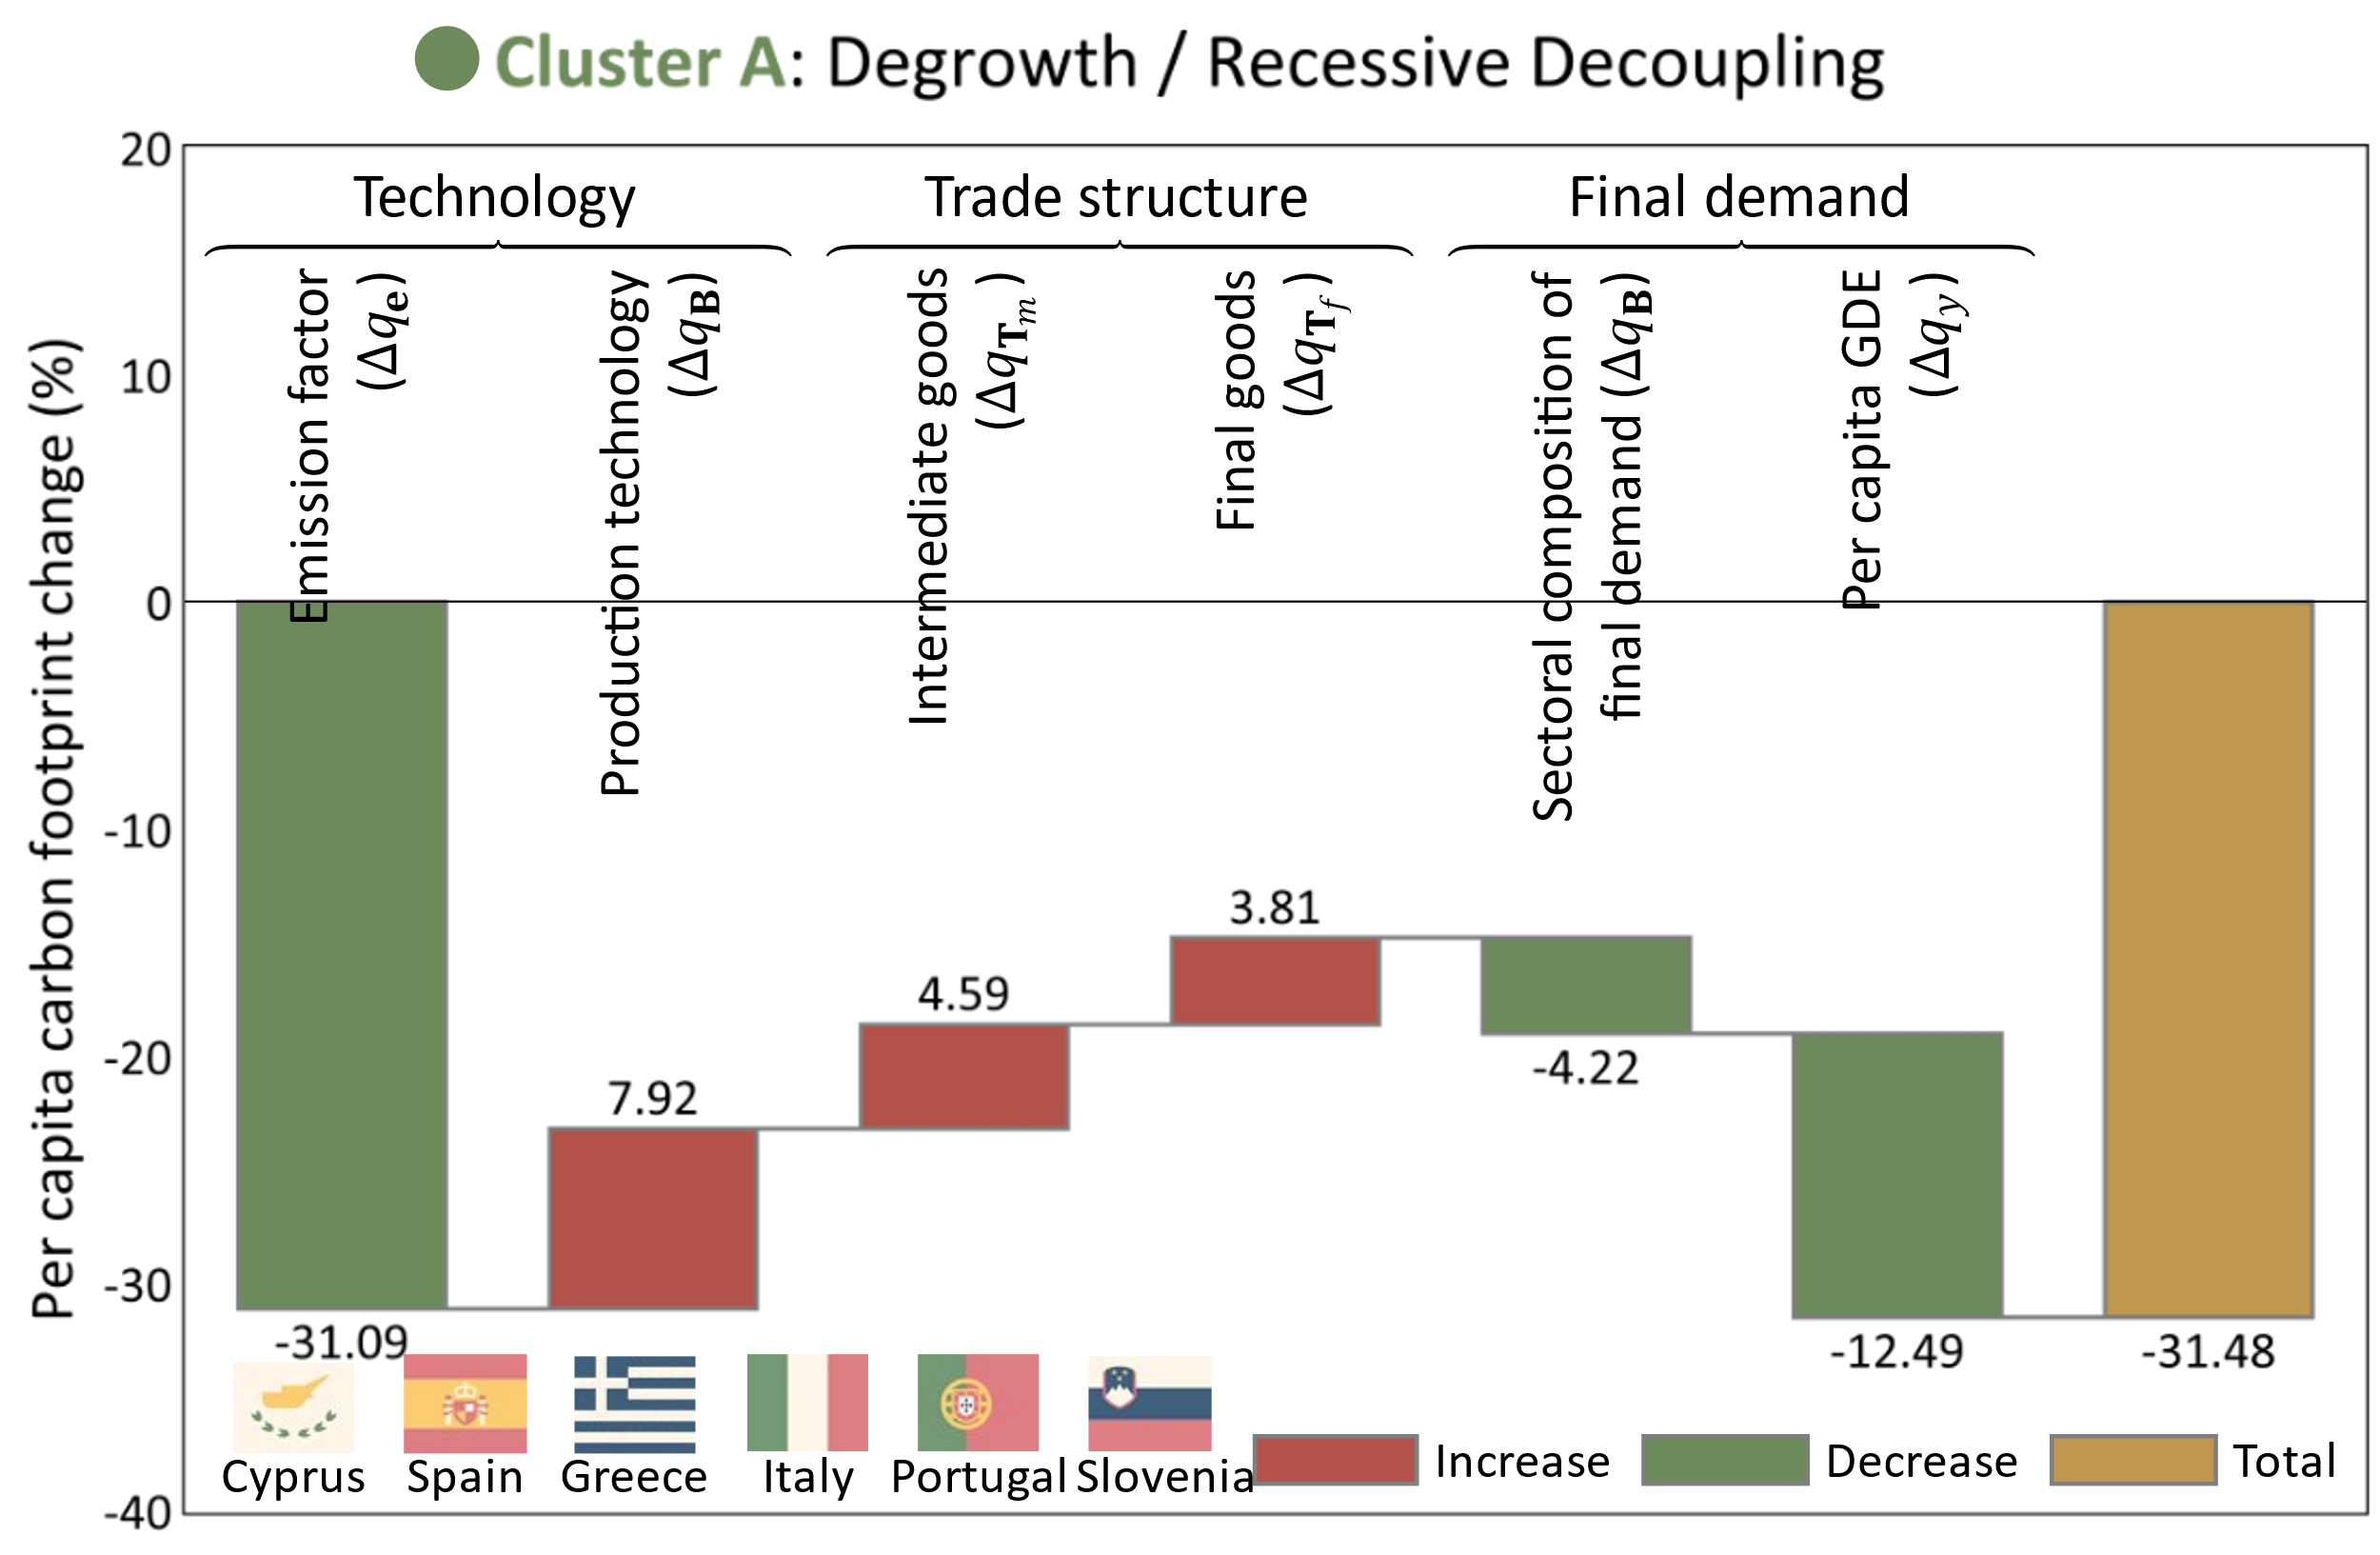 Cluster A: Degrowth / Recessive Decoupling
Per capita carbon footprint change (%)
20
10
0
-10
-20
-30
-40
Technology
Trade structure
Final demand
Emission factor
(Δqe)
Production technology
(ΔqB)
Intermediate goods
(ΔqTm)
Final goods
(ΔqTf)
Sectoral composition of
final demand (ΔqB)
Per capita GDE
(Δqy)
-31.09
7.92
4.59
3.81
-4.22
-12.49
-31.48
Cyprus
Spain
Greece
Italy
Portugal
Slovenia
Increase
Decrease
Total